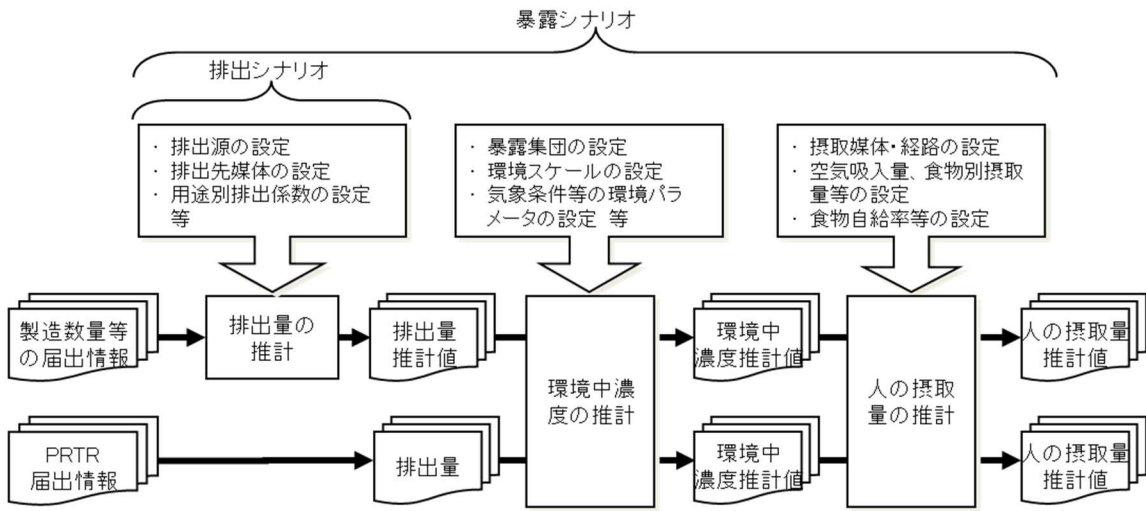 暴露シナリオ
排出シナリオ
・ 排出源の設定
・ 排出先媒体の設定
・ 用途別排出係数の設定
等
・ 暴露集団の設定
・ 環境スケールの設定
・ 気象条件等の環境パラ
メータの設定 等
・ 摂取媒体・経路の設定
・ 空気吸入量、食物別摂取
量等の設定
・ 食物自給率等の設定
製造数量等
の届出情報
排出量の
推計
排出量
推計値
環境中濃
度の推計
環境中
濃度推計値
人の摂取
量の推計
人の摂取量
推計値
PRTR
届出情報
排出量
環境中
濃度推計値
人の摂取量
推計値